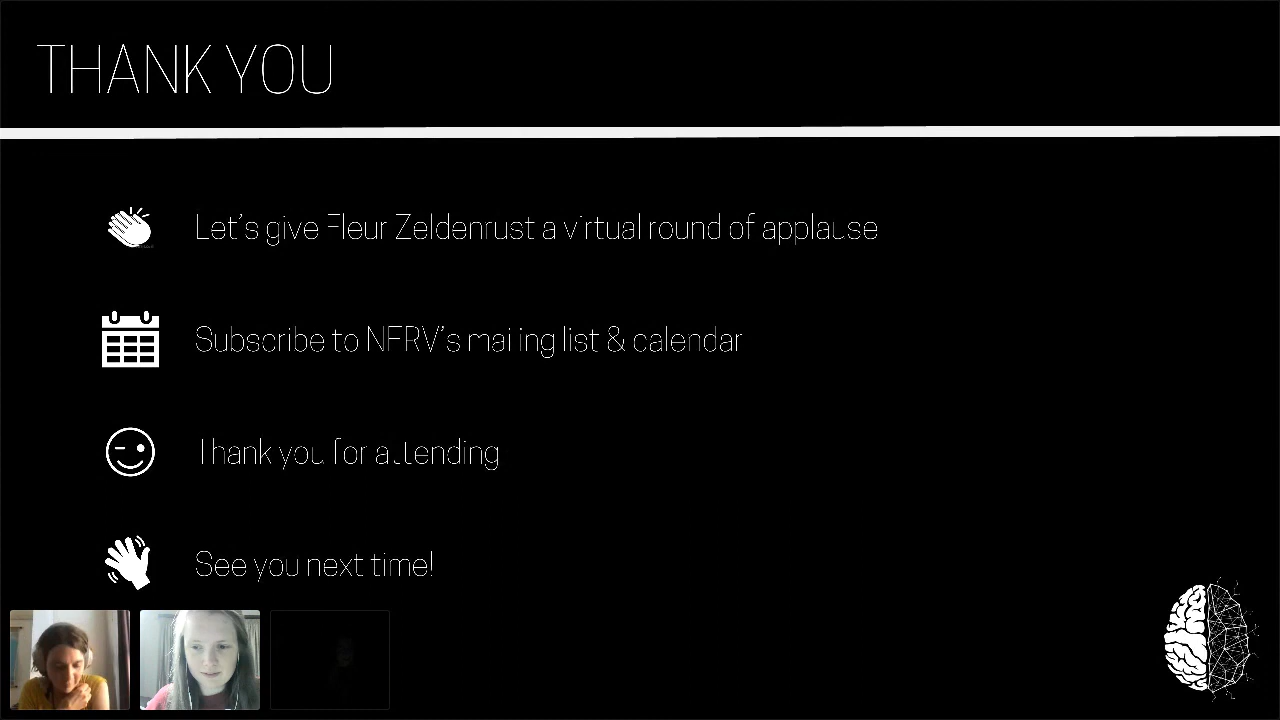 THANK YOU
Let's give Fleur Zeldenrust a virtual round of applause
Subscribe to NERV's mailing list & calendar
Thank you for attending
See you next time!